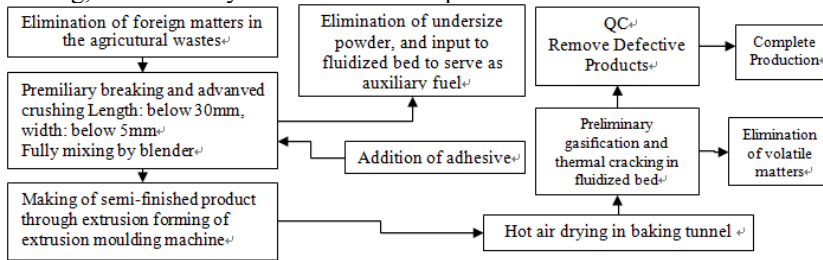 Elimination of foreign matters in
the agricutural wastes
Elimination of undersize
powder, and input to
fluidized bed to serve as
auxiliary fuel
QC
Remove Defective
Products
Complete
Production
Premiliary breaking and advanved
crushing Length: below 30mm,
width: below 5mm
Fully mixing by blender
Addition of adhesive
Preliminary
gasification and
thermal cracking in
fluidized bed
Elimination
of volatile
matters
Making of semi-finished product
through extrusion forming of
extrusion moulding machine
Hot air drying in baking tunnel